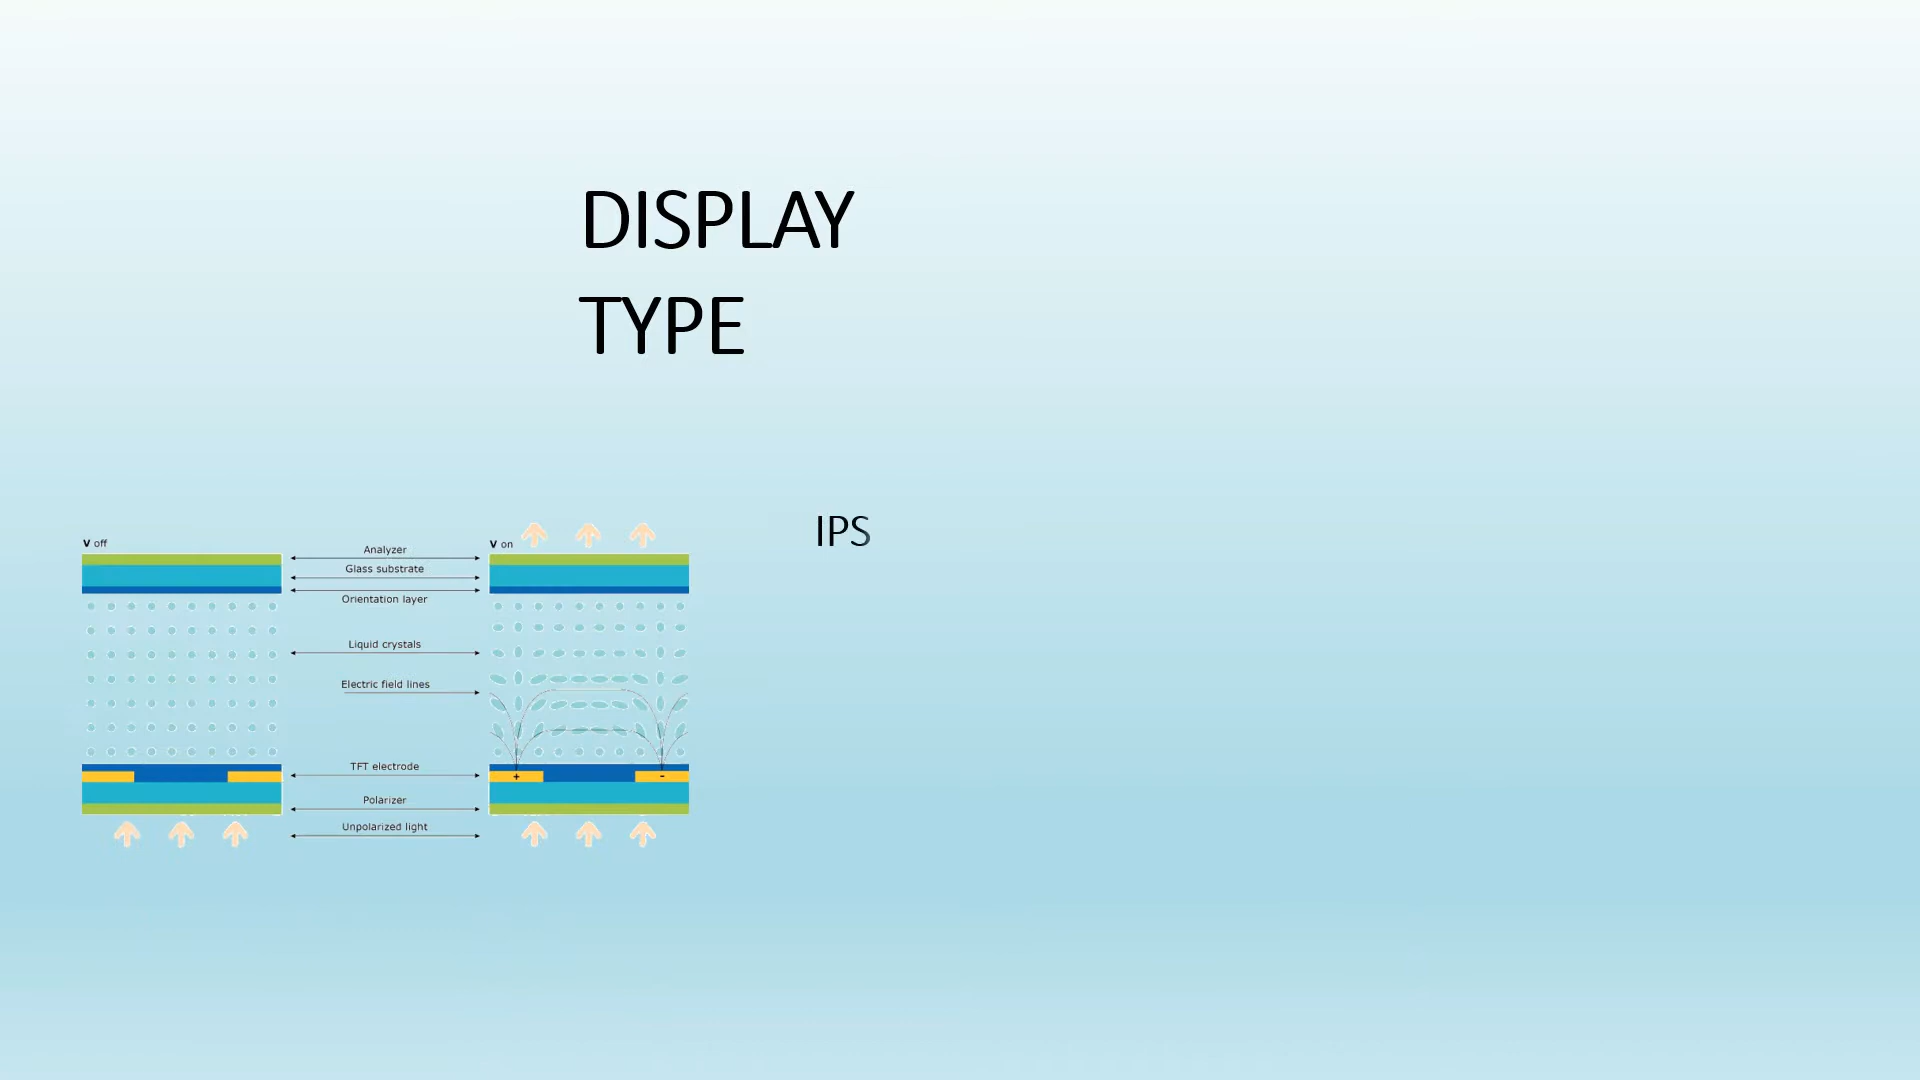 DISPLAY
TYPE
IPS
V off
V on
Analyzer
Glass substrate
Orientation layer
Liquid crystals
Electric field lines
TFT electrode
+
-
Polarizer
Unpolarized light